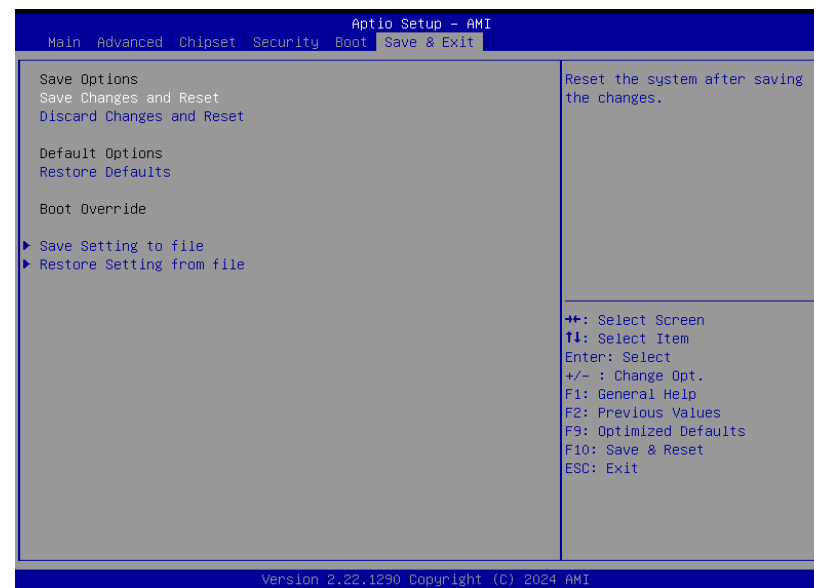 Aptio Setup – AMI
Main Advanced Chipset Security Boot Save & Exit
Save Options
Save Changes and Reset
Discard Changes and Reset
Default Options
Restore Defaults
Boot Override
▶ Save Setting to file
▶ Restore Setting from file
Reset the system after saving
the changes.
→←: Select Screen
↑↓: Select Item
Enter: Select
+/- : Change Opt.
F1: General Help
F2: Previous Values
F9: Optimized Defaults
F10: Save & Reset
ESC: Exit
Version 2.22.1290 Copyright (C) 2024 AMI